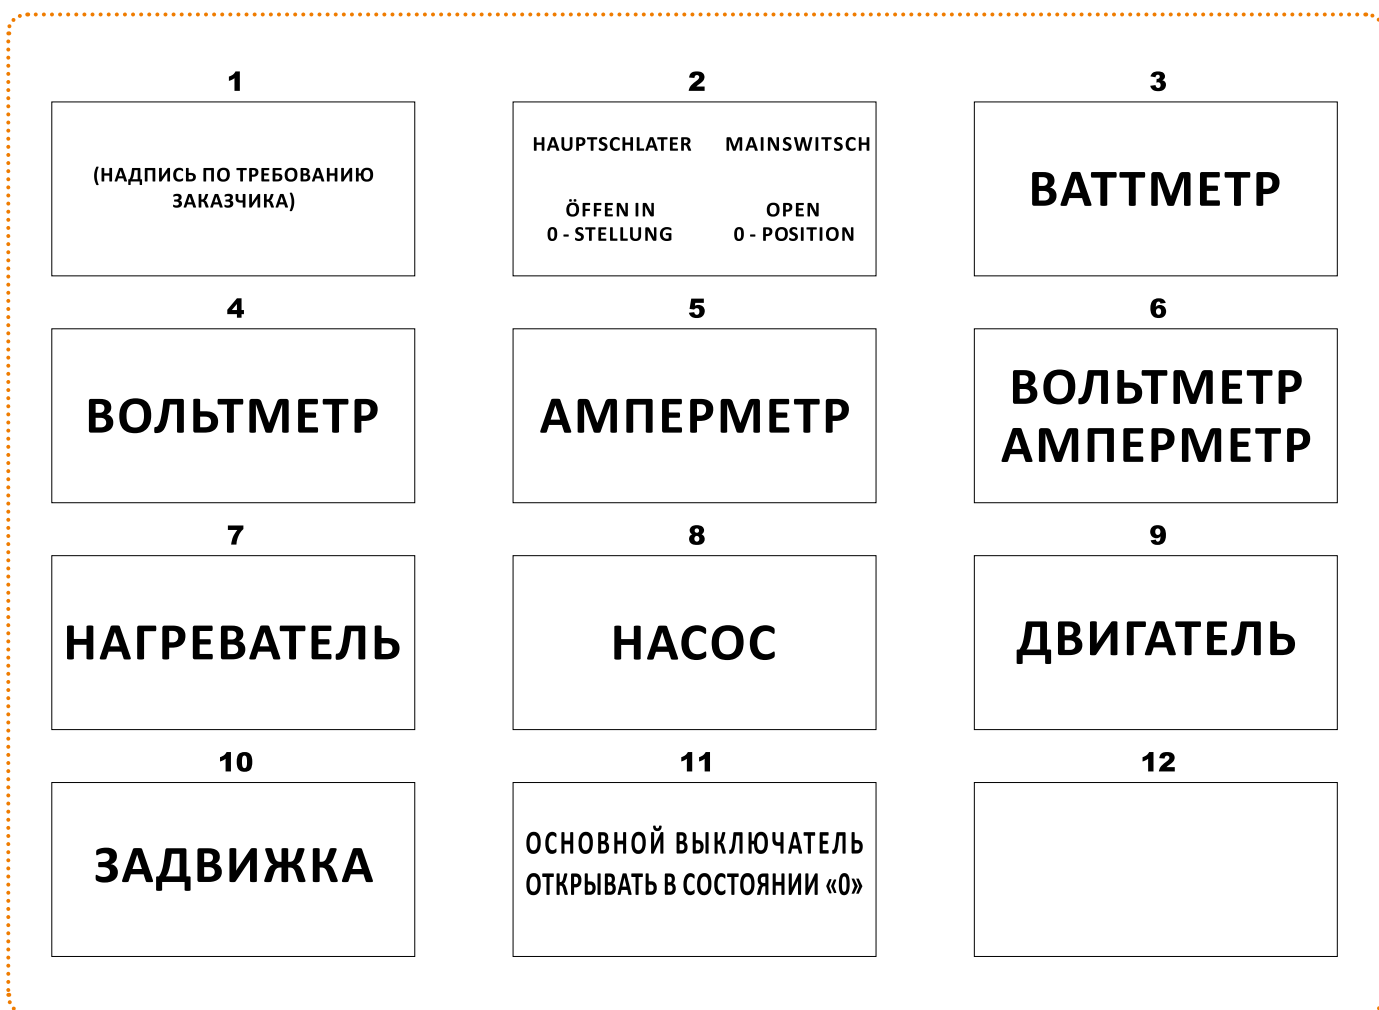 1
(НАДПИСЬ ПО ТРЕБОВАНИЮ
ЗАКАЗЧИКА)
2
HAUPTSCHLATER MAINSWITSCH
ÖFFEN IN OPEN
0 - STELLUNG 0 - POSITION
3
ВАТТМЕТР
4
ВОЛЬТМЕТР
5
АМПЕРМЕТР
6
ВОЛЬТМЕТР
АМПЕРМЕТР
7
НАГРЕВАТЕЛЬ
8
НАСОС
9
ДВИГАТЕЛЬ
10
ЗАДВИЖКА
11
ОСНОВНОЙ ВЫКЛЮЧАТЕЛЬ
ОТКРЫВАТЬ В СОСТОЯНИИ «0»
12